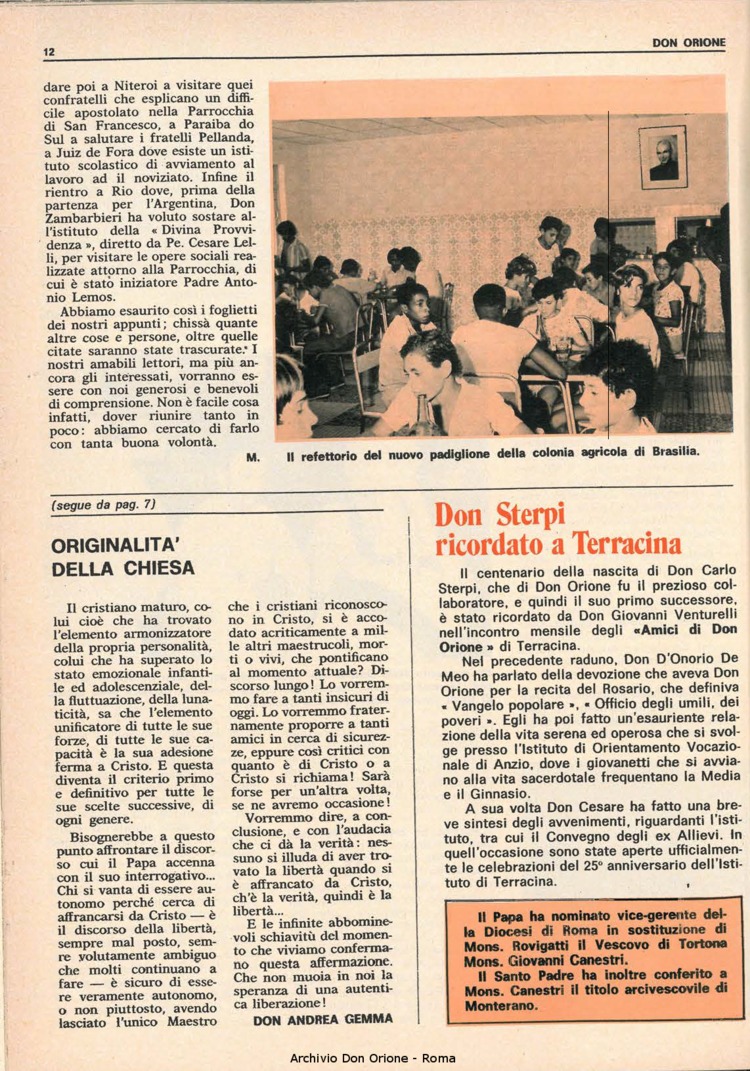 12
DON ORIONE
dare poi a Niteroi a visitare quei
confratelli che esplicano un diffi-
cile apostolato nella Parrocchia
di San Francesco, a Paraiba do
Sul a salutare i fratelli Pellanda,
a Juiz de Fora dove esiste un isti-
tuto scolastico di avviamento al
lavoro ad il noviziato. Infine il
rientro a Rio dove, prima della
partenza per l'Argentina, Don
Zambarbieri ha voluto sostare al-
l'istituto della « Divina Provvi-
denza », diretto da Pe. Cesare Lel-
li, per visitare le opere sociali rea-
lizzate attorno alla Parrocchia, di
cui è stato iniziatore Padre Anto-
nio Lemos.
Abbiamo esaurito così i foglietti
dei nostri appunti; chissà quante
altre cose e persone, oltre quelle
citate saranno state trascurate. I
nostri amabili lettori, ma più an-
cora gli interessati, vorranno es-
sere con noi generosi e benevoli
di comprensione. Non è facile cosa
infatti, dover riunire tanto in
poco: abbiamo cercato di farlo
con tanta buona volontà.
M.
Il refettorio del nuovo padiglione della colonia agricola di Brasilia.
(segue da pag. 7)
ORIGINALITA'
DELLA CHIESA
Il cristiano maturo, co-
lui cioè che ha trovato
l'elemento armonizzatore
della propria personalità,
colui che ha superato lo
stato emozionale infanti-
le ed adolescenziale, del-
la fluttuazione, della luna-
ticità, sa che l'elemento
unificatore di tutte le sue
forze, di tutte le sue ca-
pacità è la sua adesione
ferma a Cristo. E questa
diventa il criterio primo
e definitivo per tutte le
sue scelte successive, di
ogni genere.
Bisognerebbe a questo
punto affrontare il discor-
so cui il Papa accenna
con il suo interrogativo...
Chi si vanta di essere au-
tonomo perché cerca di
affrancarsi da Cristo — è
il discorso della libertà,
sempre mal posto, sem-
re volutamente ambiguo
che molti continuano a
fare — è sicuro di esse-
re veramente autonomo,
o non piuttosto, avendo
lasciato l'unico Maestro
che i cristiani riconosco-
no in Cristo, si è acco-
dato acriticamente a mil-
le altri maestrucoli, mor-
ti o vivi, che pontificano
al momento attuale? Di-
scorso lungo! Lo vorrem-
mo fare a tanti insicuri di
oggi. Lo vorremmo frater-
namente proporre a tanti
amici in cerca di sicurez-
ze, eppure così critici con
quanto è di Cristo o a
Cristo si richiama! Sarà
forse per un'altra volta,
se ne avremo occasione!
Vorremmo dire, a con-
clusione, e con l'audacia
che ci dà la verità: nes-
suno si illuda di aver tro-
vato la libertà quando si
è affrancato da Cristo,
ch'è la verità, quindi è la
libertà...
E le infinite abbomine-
voli schiavitù del momen-
to che viviamo conferma-
no questa affermazione.
Che non muoia in noi la
speranza di una autenti-
ca liberazione!
DON ANDREA GEMMA
Don Sterpi
ricordato a Terracina
Il centenario della nascita di Don Carlo
Sterpi, che di Don Orione fu il prezioso col-
laboratore, e quindi il suo primo successore,
è stato ricordato da Don Giovanni Venturelli
nell'incontro mensile degli «Amici di Don
Orione » di Terracina.
Nel precedente raduno, Don D'Onorio De
Meo ha parlato della devozione che aveva Don
Orione per la recita del Rosario, che definiva
« Vangelo popolare », « Officio degli umili, dei
poveri ». Egli ha poi fatto un'esauriente rela-
zione della vita serena ed operosa che si svol-
ge presso l'Istituto di Orientamento Vocazio-
nale di Anzio, dove i giovanetti che si avvia-
no alla vita sacerdotale frequentano la Media
e il Ginnasio.
A sua volta Don Cesare ha fatto una bre-
ve sintesi degli avvenimenti, riguardanti l'isti-
tuto, tra cui il Convegno degli ex Allievi. In
quell'occasione sono state aperte ufficialmen-
te le celebrazioni del 25° anniversario dell'Isti-
tuto di Terracina.
Il Papa ha nominato vice-gerente del-
la Diocesi di Roma in sostituzione di
Mons. Rovigatti il Vescovo di Tortona
Mons. Giovanni Canestri.
Il Santo Padre ha inoltre conferito a
Mons. Canestri il titolo arcivescovile di
Monterano.
Archivio Don Orione - Roma